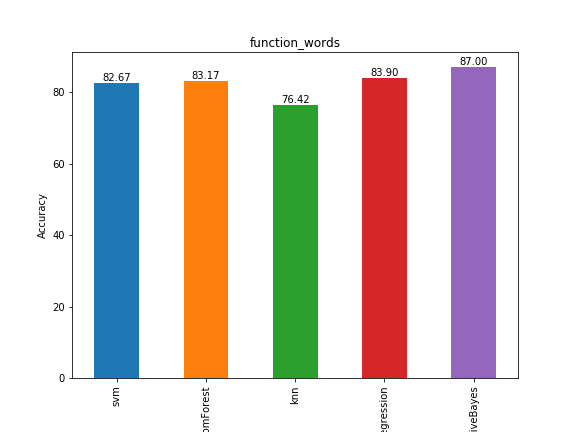 function_words
82.67
83.17
76.42
83.90
87.00
Accuracy
80
60
40
20
0
svm
omForest
knn
egression
iveBayes